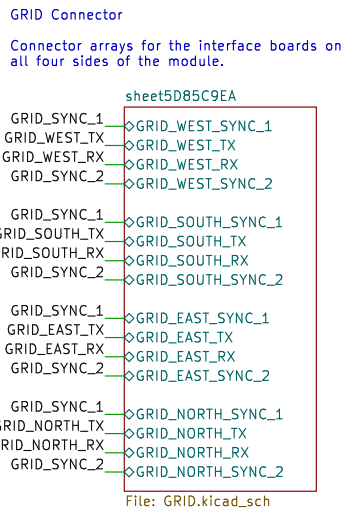 GRID Connector
Connector arrays for the interface boards on
all four sides of the module.
sheet5D85C9EA
GRID_SYNC_1 GRID_WEST_SYNC_1
GRID_WEST_TX GRID_WEST_TX
GRID_WEST_RX GRID_WEST_RX
GRID_SYNC_2 GRID_WEST_SYNC_2
GRID_SYNC_1 GRID_SOUTH_SYNC_1
GRID_SOUTH_TX GRID_SOUTH_TX
RID_SOUTH_RX GRID_SOUTH_RX
GRID_SYNC_2 GRID_SOUTH_SYNC_2
GRID_SYNC_1 GRID_EAST_SYNC_1
GRID_EAST_TX GRID_EAST_TX
GRID_EAST_RX GRID_EAST_RX
GRID_SYNC_2 GRID_EAST_SYNC_2
GRID_SYNC_1 GRID_NORTH_SYNC_1
GRID_NORTH_TX GRID_NORTH_TX
RID_NORTH_RX GRID_NORTH_RX
GRID_SYNC_2 GRID_NORTH_SYNC_2
File: GRID.kicad_sch